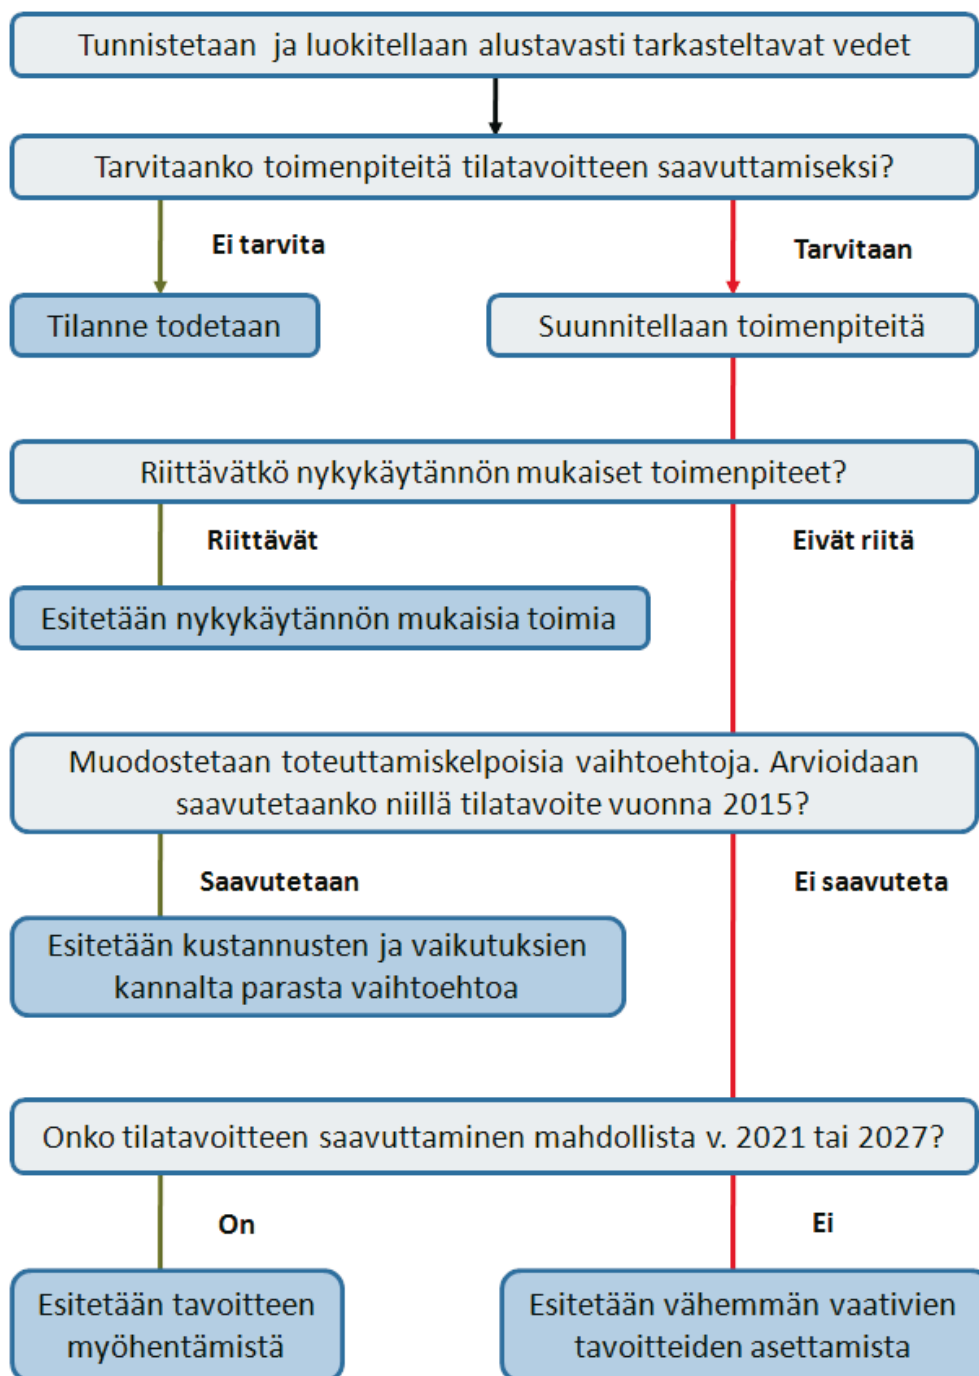 Tunnistetaan ja luokitellaan alustavasti tarkasteltavat vedet
Tarvitaanko toimenpiteitä tilatavoitteen saavuttamiseksi?
Ei tarvita
Tarvitaan
Tilanne todetaan
Suunnitellaan toimenpiteitä
Riittävätkö nykykäytännön mukaiset toimenpiteet?
Riittävät
Eivät riitä
Esitetään nykykäytännön mukaisia toimia
Muodostetaan toteuttamiskelpoisia vaihtoehtoja. Arvioidaan
saavutetaanko niillä tilatavoite vuonna 2015?
Saavutetaan
Ei saavuteta
Esitetään kustannusten ja vaikutuksien
kannalta parasta vaihtoehtoa
Onko tilatavoitteen saavuttaminen mahdollista v. 2021 tai 2027?
On
Ei
Esitetään tavoitteen
myöhentämistä
Esitetään vähemmän vaativien
tavoitteiden asettamista